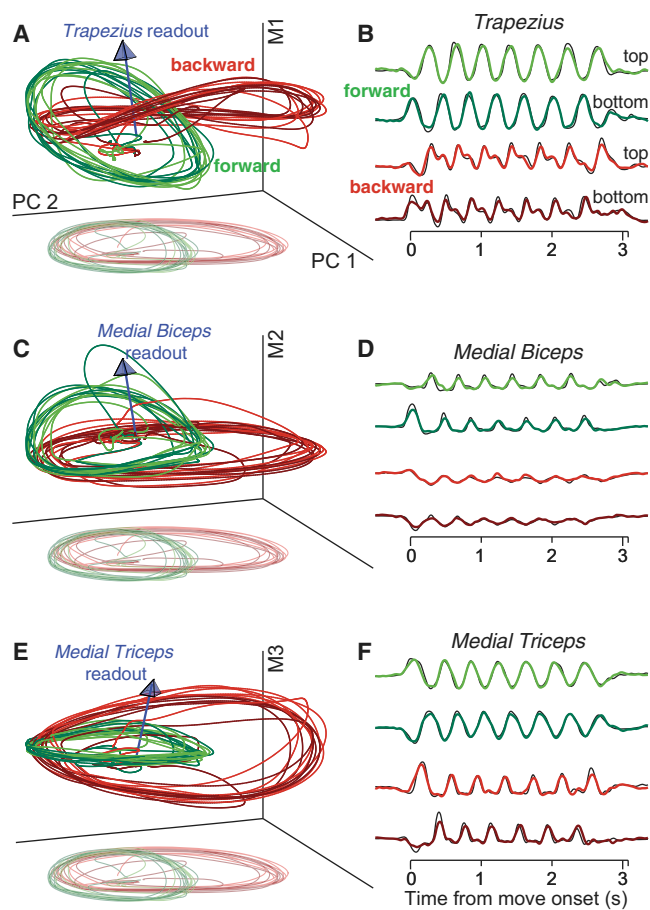 A
Trapezius readout
M1
backward
forward
PC 2
PC 1
B
Trapezius
top
forward
bottom
top
backward
bottom
0 1 2 3
C
Medial Biceps
readout
M2
D
Medial Biceps
0 1 2 3
E
Medial Triceps
readout
M3
F
Medial Triceps
0 1 2 3
Time from move onset (s)